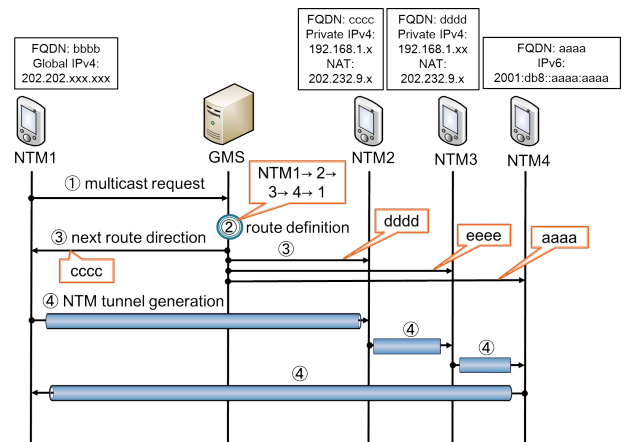 FQDN: bbbb
Global IPv4:
202.202.xxx.xxx
FQDN: cccc
Private IPv4:
192.168.1.x
NAT:
202.232.9.x
FQDN: dddd
Private IPv4:
192.168.1.xx
NAT:
202.232.9.x
FQDN: aaaa
IPv6:
2001:db8::aaaa:aaaa
NTM1
GMS
NTM2
NTM3
NTM4
① multicast request
NTM1→ 2→
3→ 4→ 1
② route definition
dddd
eeee
aaaa
③ next route direction
③
cccc
④ NTM tunnel generation
④
④
④